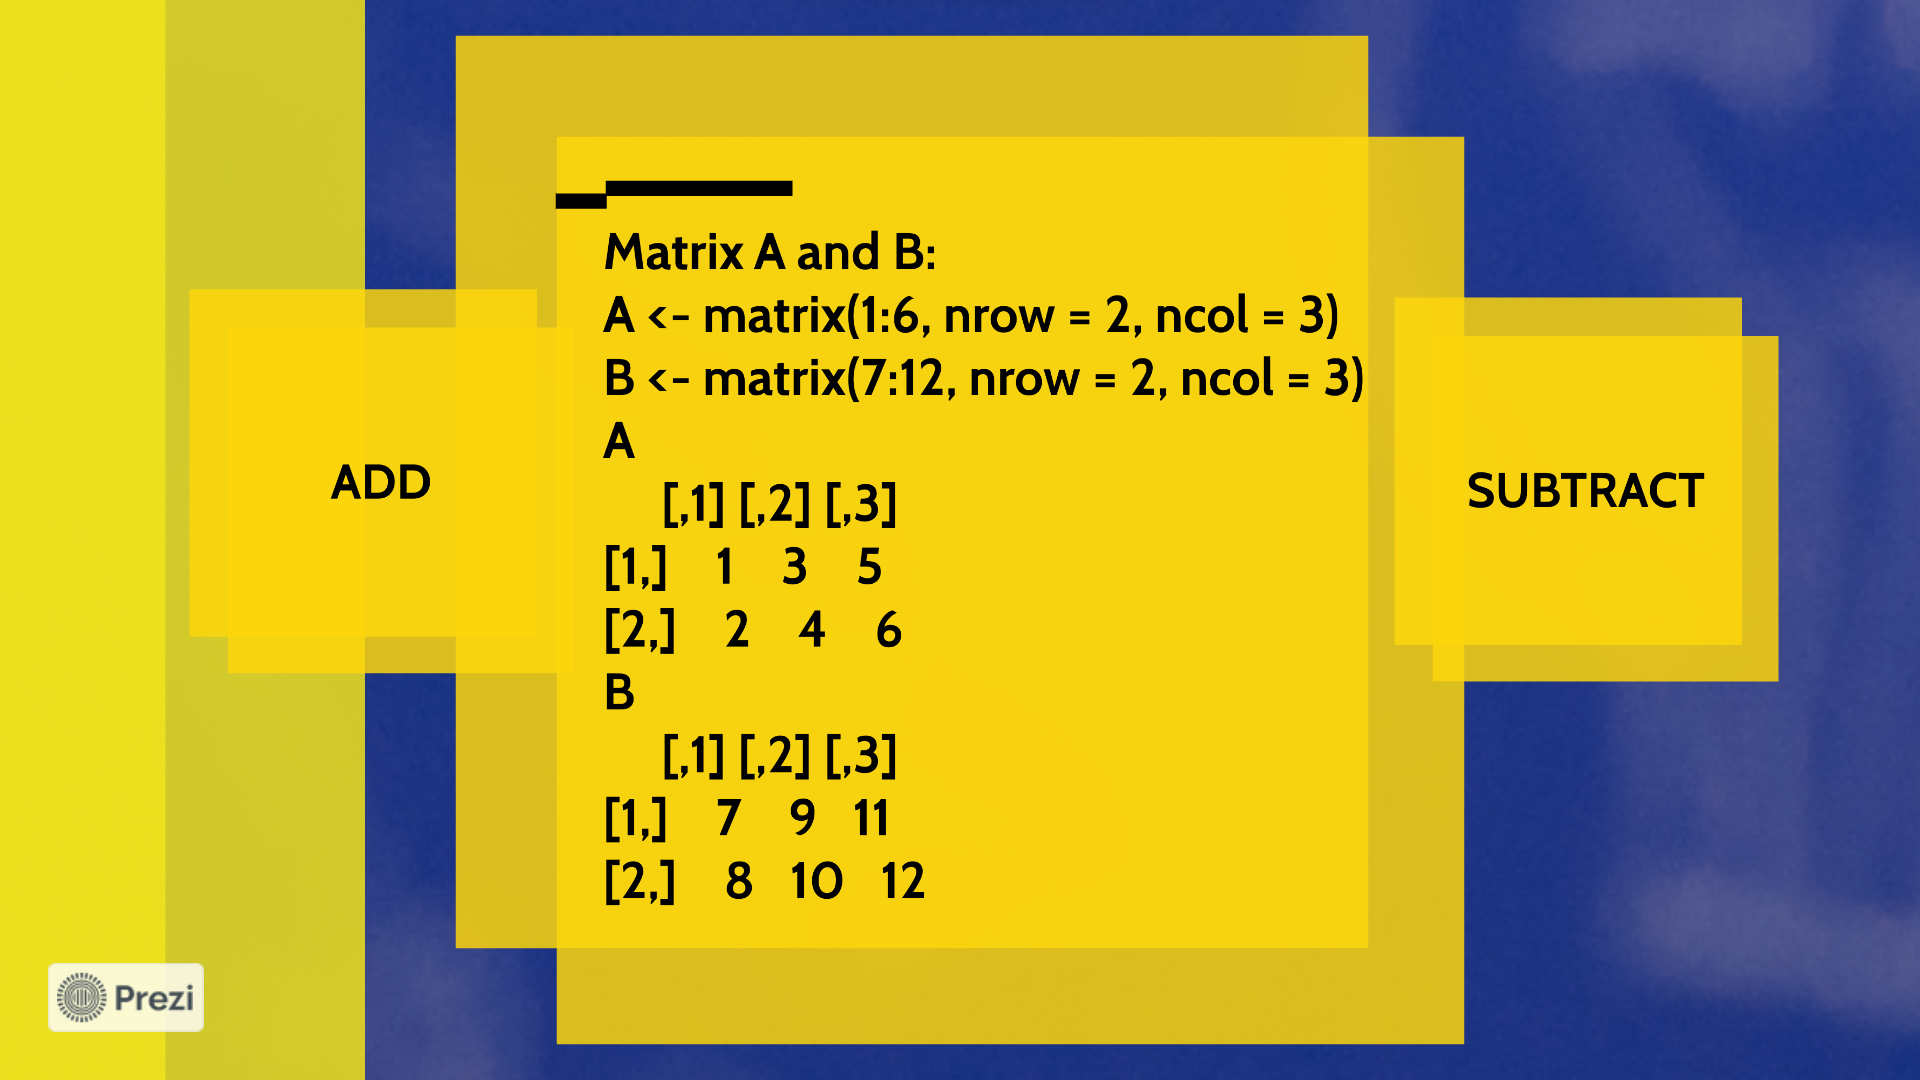 Matrix A and B:
A <- matrix(1:6, nrow = 2, ncol = 3)
B <- matrix(7:12, nrow = 2, ncol = 3)
A
[,1] [,2] [,3]
[1,] 1 3 5
[2,] 2 4 6
B
[,1] [,2] [,3]
[1,] 7 9 11
[2,] 8 10 12
ADD
SUBTRACT
Prezi